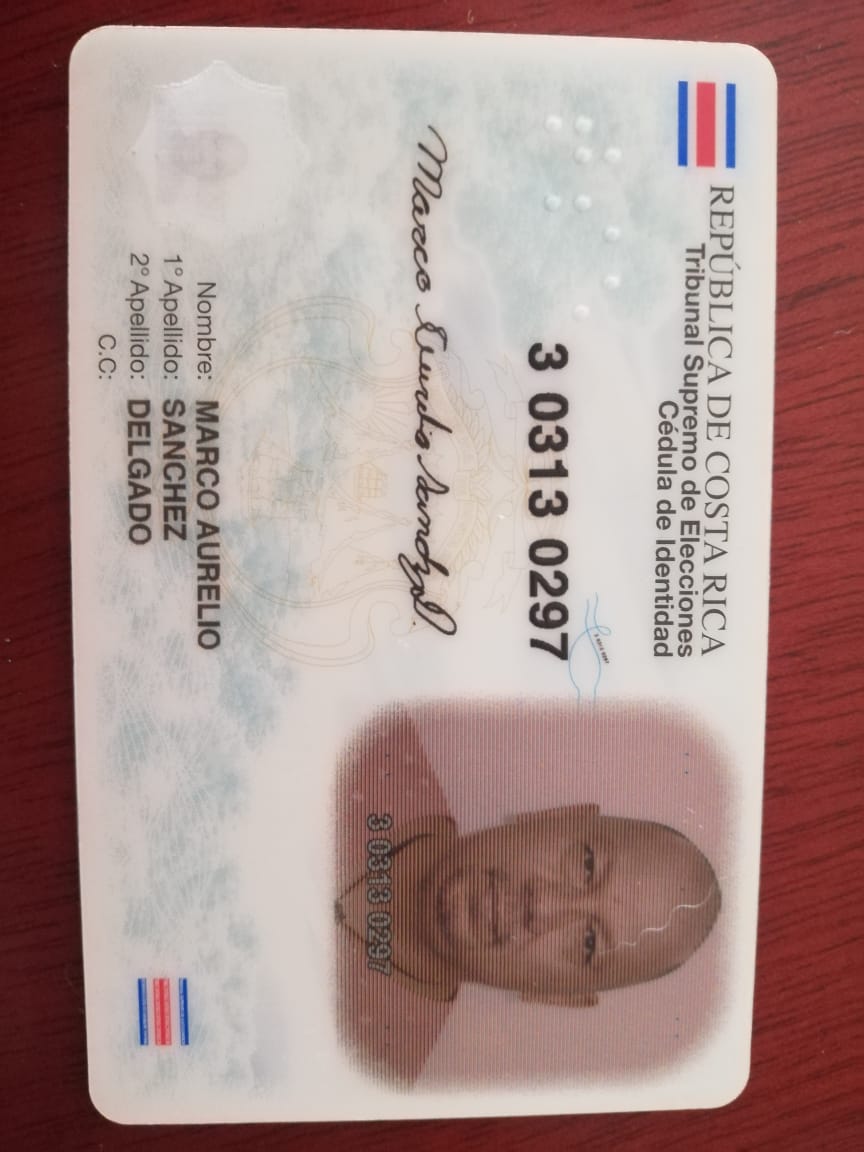 REPÚBLICA DE COSTA RICA
Tribunal Supremo de Elecciones
Cédula de Identidad
3 0313 0297
Marco Aurelio Sanchez D.
3 0313 0297
Nombre: MARCO AURELIO
1° Apellido: SANCHEZ
2° Apellido: DELGADO
C.C: